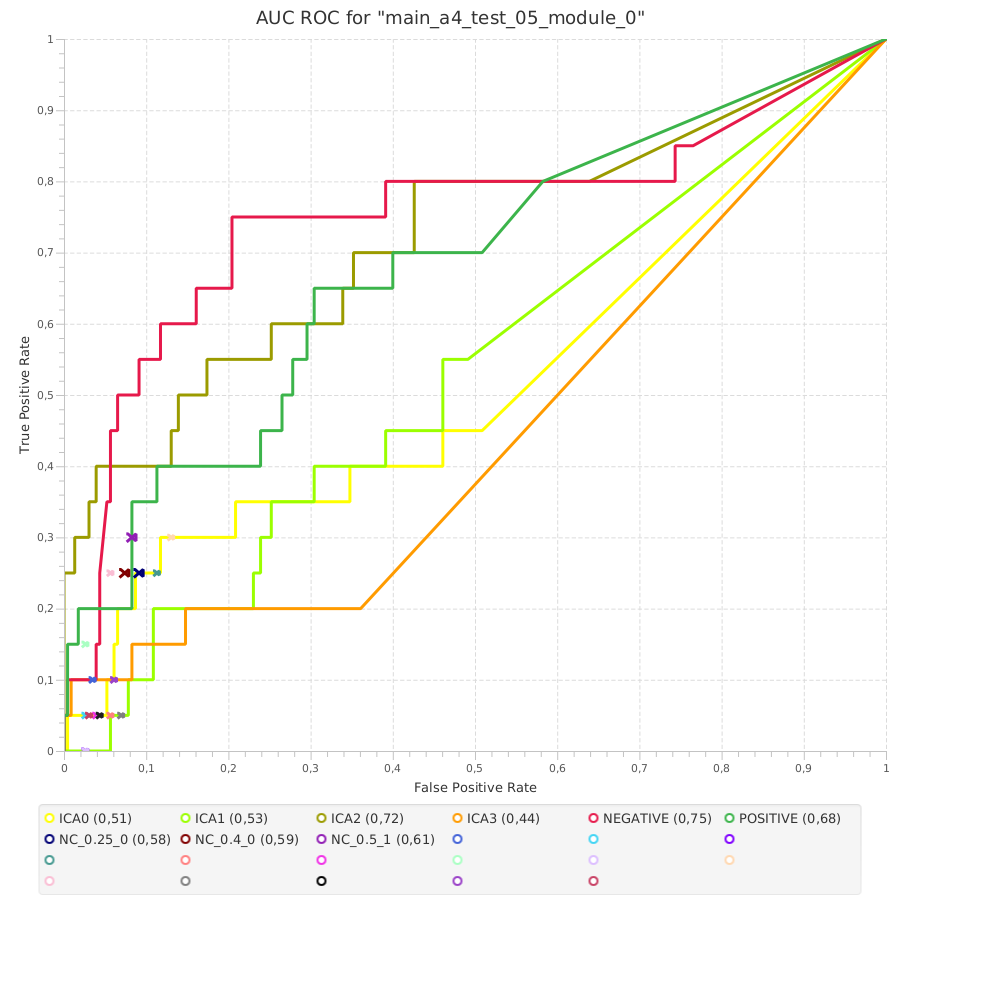 AUC ROC for "main_a4_test_05_module_0"
1
0,9
0,8
0,7
0,6
0,5
0,4
0,3
0,2
0,1
0
True Positive Rate
0 0,1 0,2 0,3 0,4 0,5 0,6 0,7 0,8 0,9 1
False Positive Rate
ICA0 (0,51) ICA1 (0,53) ICA2 (0,72) ICA3 (0,44) NEGATIVE (0,75) POSITIVE (0,68)
NC_0.25_0 (0,58) NC_0.4_0 (0,59) NC_0.5_1 (0,61)